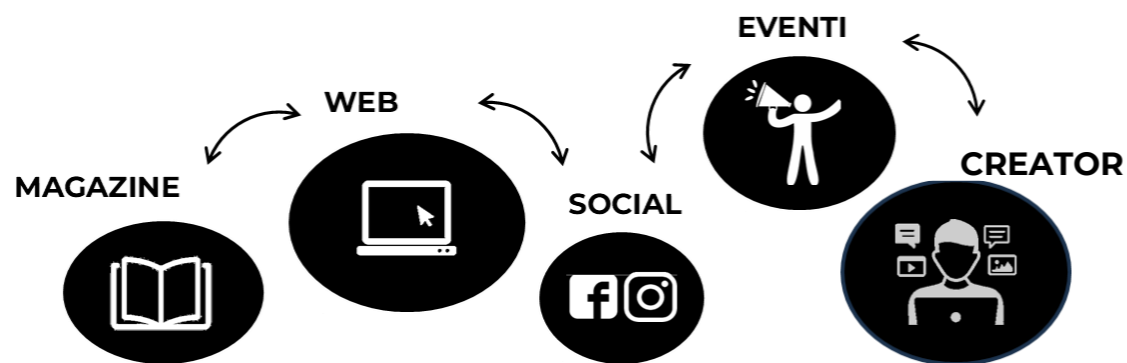 MAGAZINE
WEB
SOCIAL
EVENTI
CREATOR